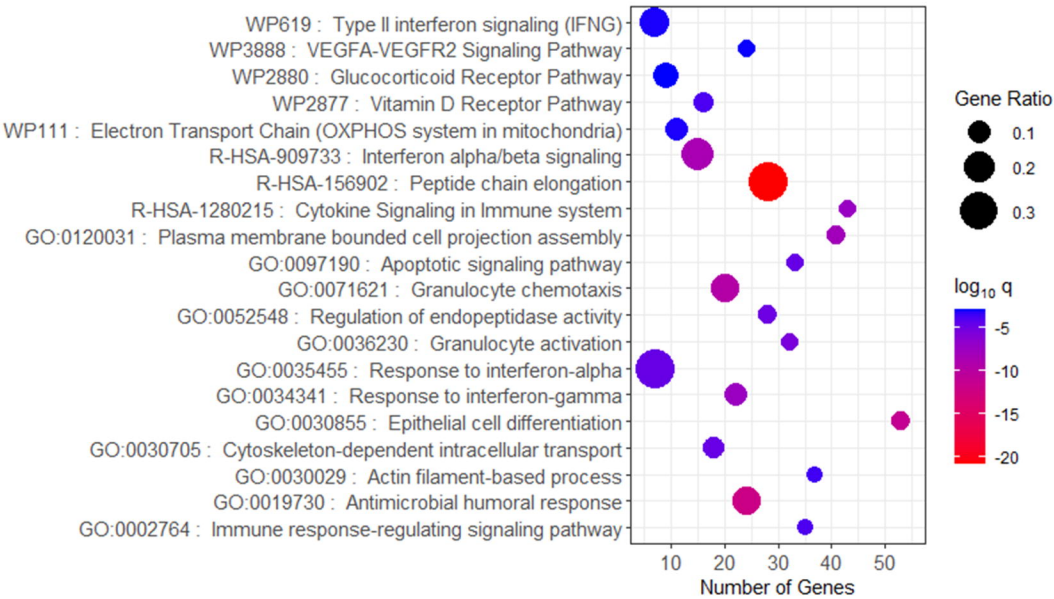 WP619 : Type II interferon signaling (IFNG)
WP3888 : VEGFA-VEGFR2 Signaling Pathway
WP2880 : Glucocorticoid Receptor Pathway
WP2877 : Vitamin D Receptor Pathway
WP111 : Electron Transport Chain (OXPHOS system in mitochondria)
R-HSA-909733 : Interferon alpha/beta signaling
R-HSA-156902 : Peptide chain elongation
R-HSA-1280215 : Cytokine Signaling in Immune system
GO:0120031 : Plasma membrane bounded cell projection assembly
GO:0097190 : Apoptotic signaling pathway
GO:0071621 : Granulocyte chemotaxis
GO:0052548 : Regulation of endopeptidase activity
GO:0036230 : Granulocyte activation
GO:0035455 : Response to interferon-alpha
GO:0034341 : Response to interferon-gamma
GO:0030855 : Epithelial cell differentiation
GO:0030705 : Cytoskeleton-dependent intracellular transport
GO:0030029 : Actin filament-based process
GO:0019730 : Antimicrobial humoral response
GO:0002764 : Immune response-regulating signaling pathway
10 20 30 40 50
Number of Genes
Gene Ratio
0.1
0.2
0.3
log10 q
-5
-10
-15
-20